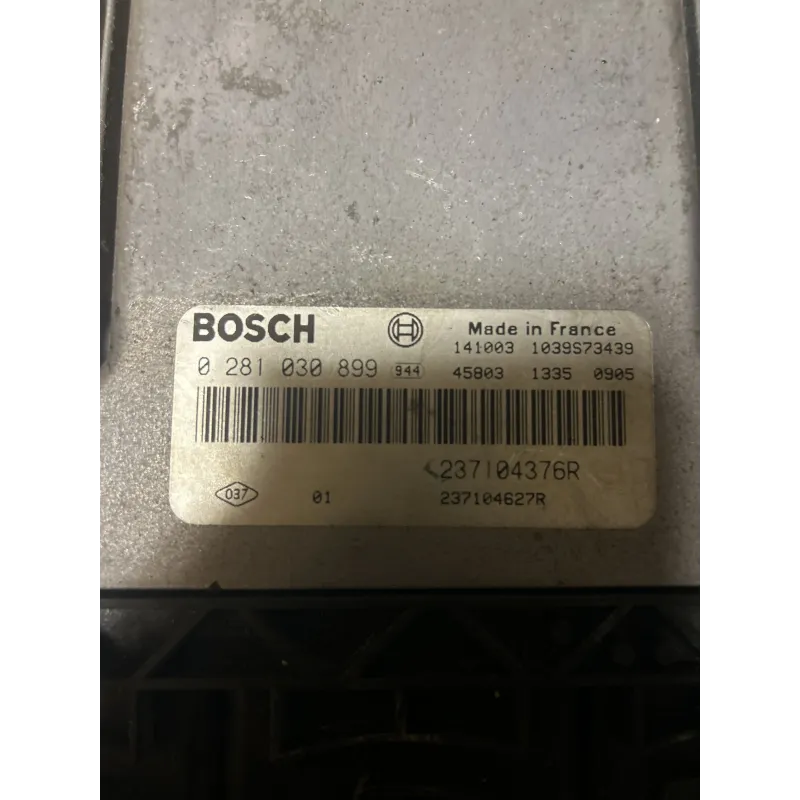 BOSCH
Made in France
141003 1039S73439
0 281 030 899 944
45803 1335 0905
237104376R
037 01 237104627R